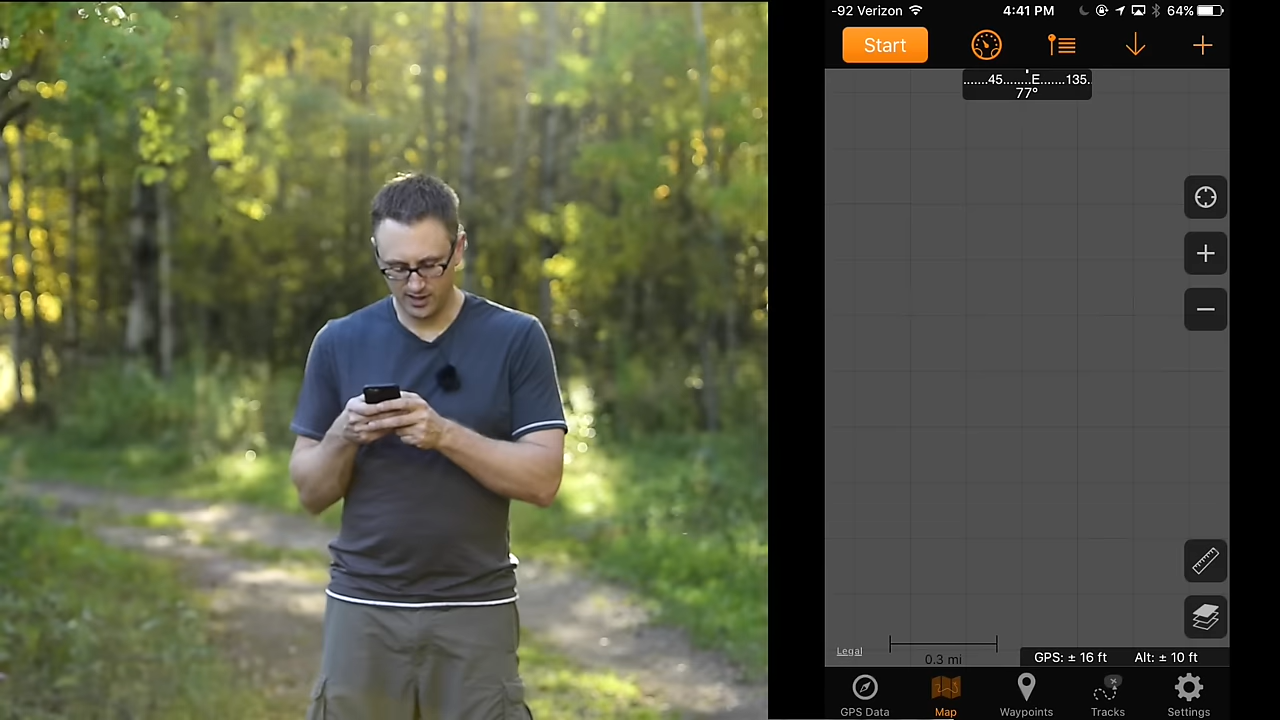 -92 Verizon 4:41 PM 64%
Start
......45........E.......135.
77°
Legal
0.3 mi
GPS: ± 16 ft Alt: ± 10 ft
GPS Data Map Waypoints Tracks Settings